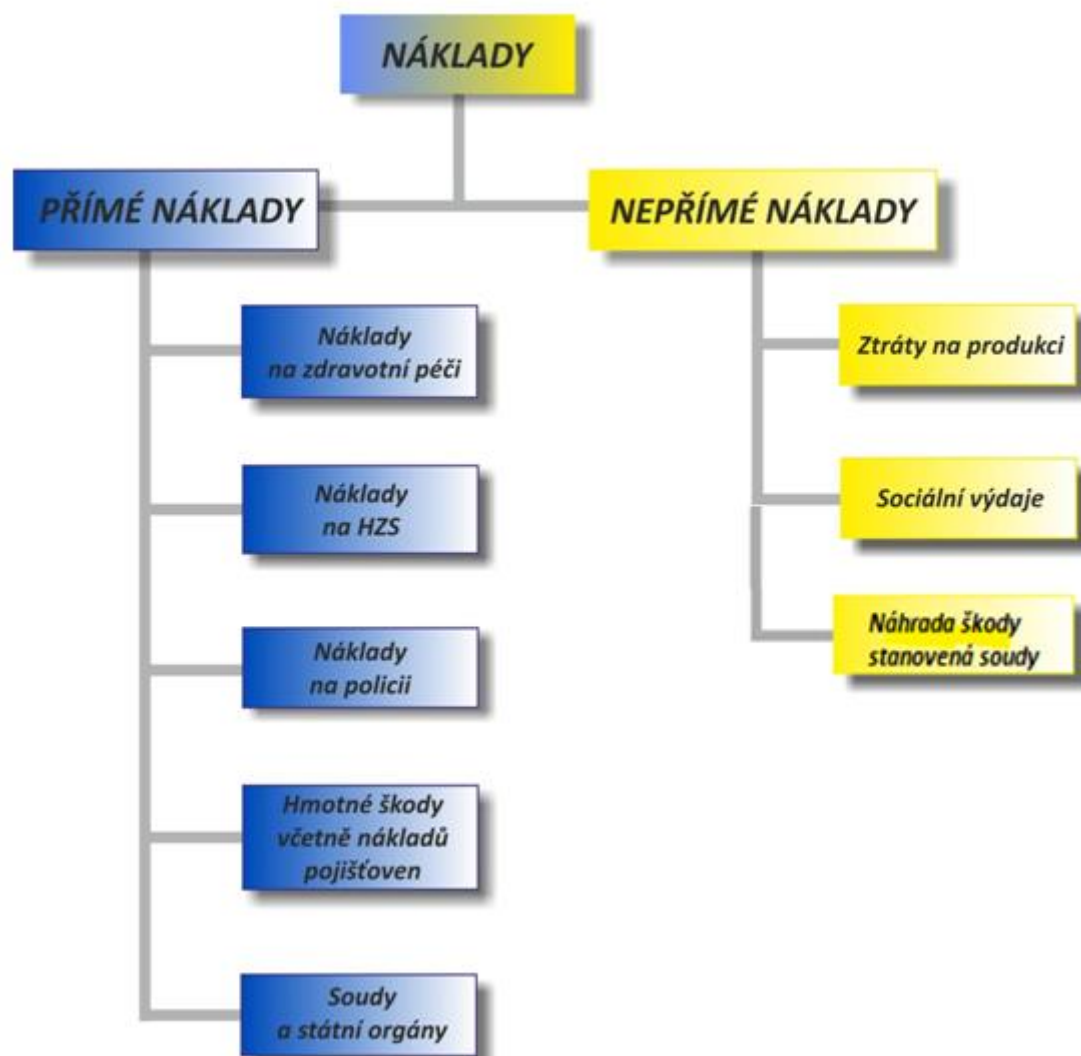 NÁKLADY
PŘÍMÉ NÁKLADY
NEPŘÍMÉ NÁKLADY
Náklady
na zdravotní péči
Náklady
na HZS
Náklady
na policii
Hmotné škody
včetně nákladů
pojišťoven
Soudy
a státní orgány
Ztráty na produkci
Sociální výdaje
Náhrada škody
stanovená soudy